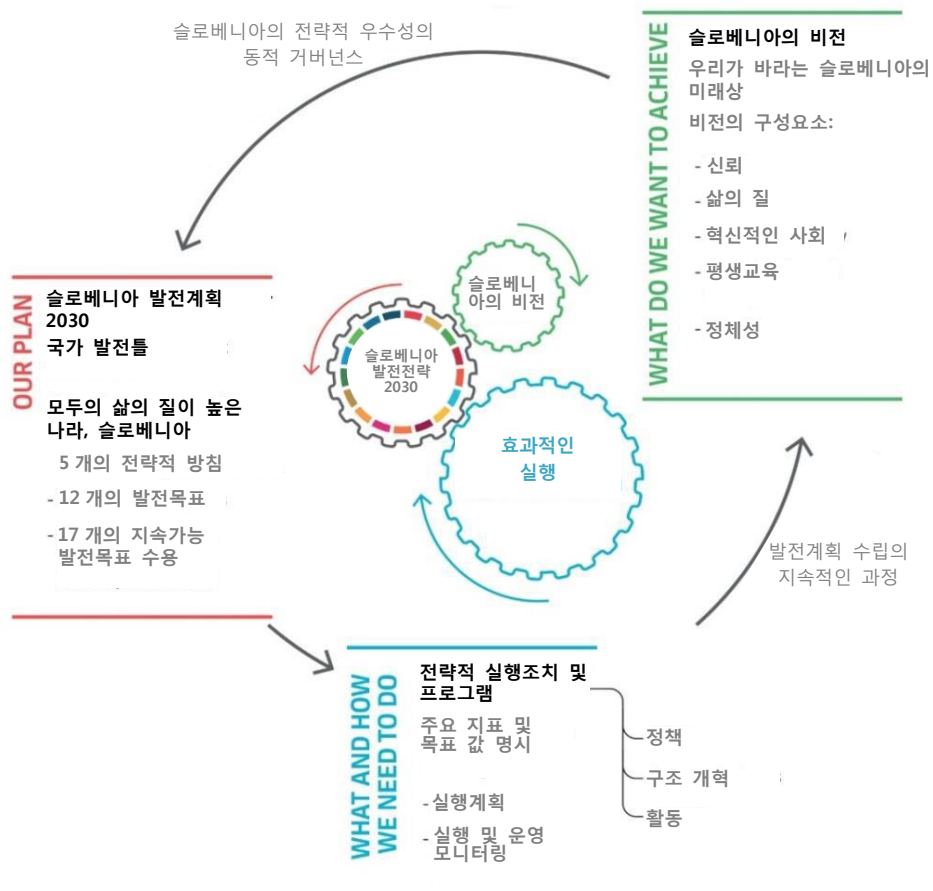 슬로베니아의 전략적 우수성의
동적 거버넌스
WHAT DO WE WANT TO ACHIEVE
슬로베니아의 비전
우리가 바라는 슬로베니아의
미래상
비전의 구성요소:
- 신뢰
- 삶의 질
- 혁신적인 사회
- 평생교육
- 정체성
OUR PLAN
슬로베니아 발전계획
2030
국가 발전틀
모두의 삶의 질이 높은
나라, 슬로베니아
5 개의 전략적 방침
- 12 개의 발전목표
- 17 개의 지속가능
발전목표 수용
슬로베니
아의 비전
슬로베니아
발전전략
2030
효과적인
실행
발전계획 수립의
지속적인 과정
WHAT AND HOW
WE NEED TO DO
전략적 실행조치 및
프로그램
주요 지표 및
목표 값 명시
- 실행계획
- 실행 및 운영
모니터링
정책
구조 개혁
활동